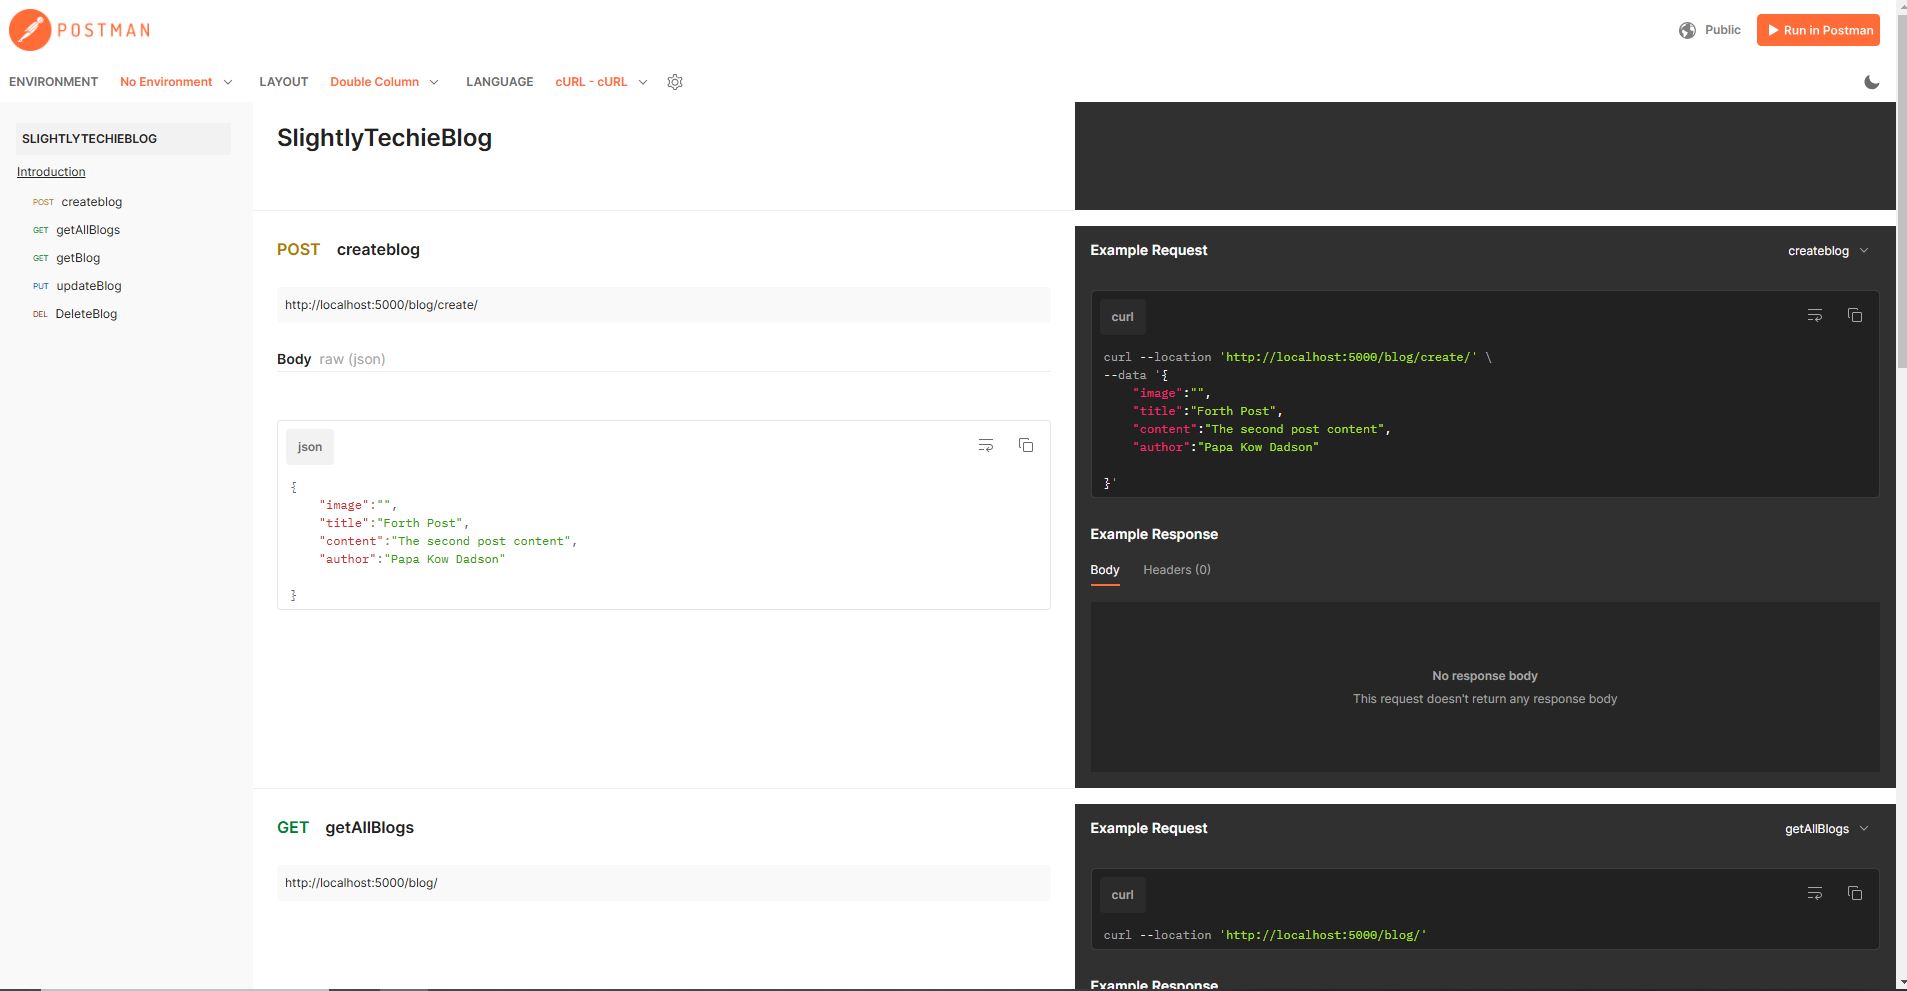 POSTMAN
Public
Run in Postman
ENVIRONMENT No Environment LAYOUT Double Column LANGUAGE cURL - cURL
SLIGHTLYTECHIEBLOG
Introduction
POST createblog
GET getAllBlogs
GET getBlog
PUT updateBlog
DEL DeleteBlog
SlightlyTechieBlog
POST createblog
http://localhost:5000/blog/create/
Body raw (json)
json
{
"image":"",
"title":"Forth Post",
"content":"The second post content",
"author":"Papa Kow Dadson"
}
Example Request
createblog
curl
curl --location 'http://localhost:5000/blog/create/' \
--data '{
"image":"",
"title":"Forth Post",
"content":"The second post content",
"author":"Papa Kow Dadson"
}'
Example Response
Body Headers (0)
No response body
This request doesn't return any response body
GET getAllBlogs
http://localhost:5000/blog/
Example Request
getAllBlogs
curl
curl --location 'http://localhost:5000/blog/'
Example Response